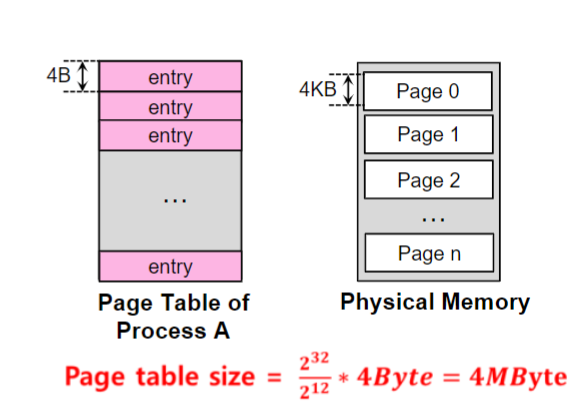 4B
entry
entry
entry
...
entry
Page Table of
Process A
4KB
Page 0
Page 1
Page 2
...
Page n
Physical Memory
Page table size = 2^32 / 2^12 * 4Byte = 4MByte